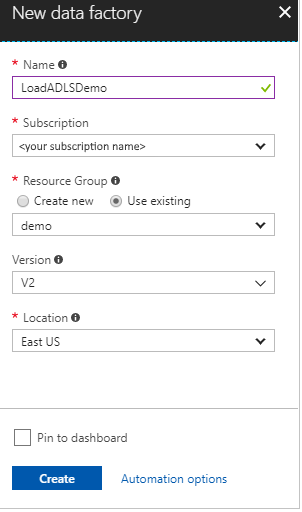 New data factory
* Name
LoadADLSDemo
* Subscription
<your subscription name>
* Resource Group
Create new Use existing
demo
Version
V2
* Location
East US
Pin to dashboard
Create Automation options